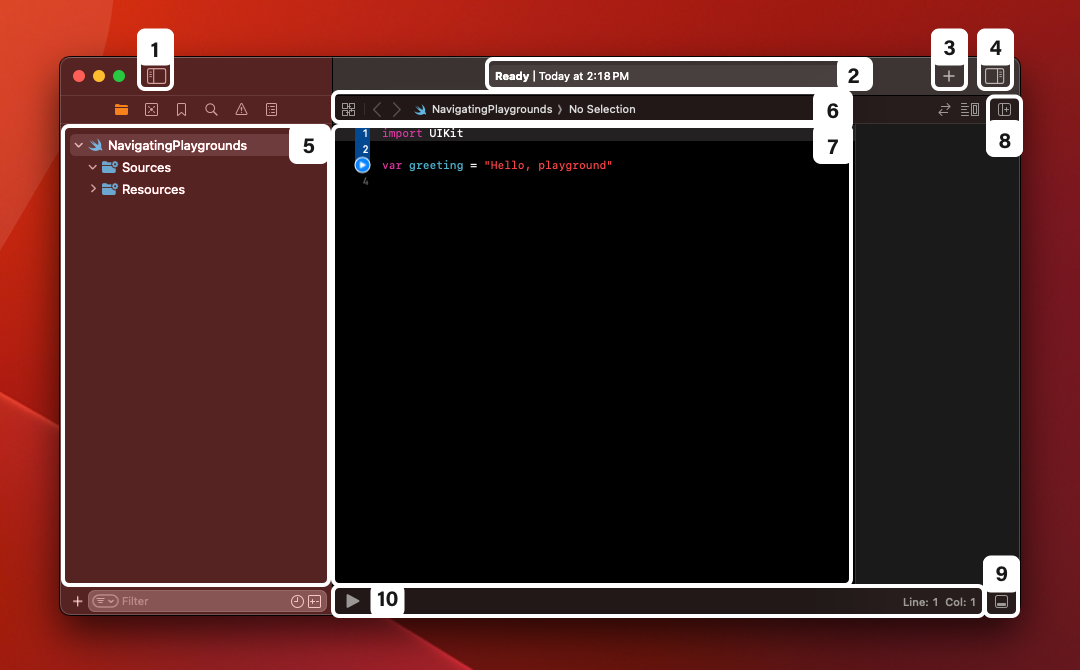 1
3
4
Ready | Today at 2:18 PM
2
NavigatingPlaygrounds 〉 No Selection
6
8
NavigatingPlaygrounds
5
Sources
Resources
1 import UIKit
7
2
var greeting = "Hello, playground"
4
9
Filter
10
Line: 1 Col: 1